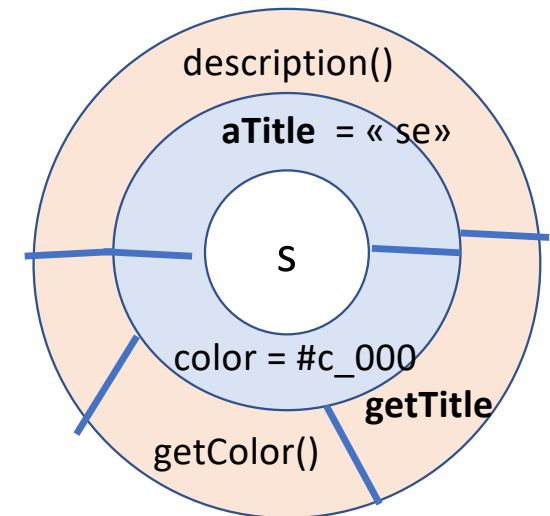 description()
aTitle = « se»
s
color = #c_000
getTitle
getColor()